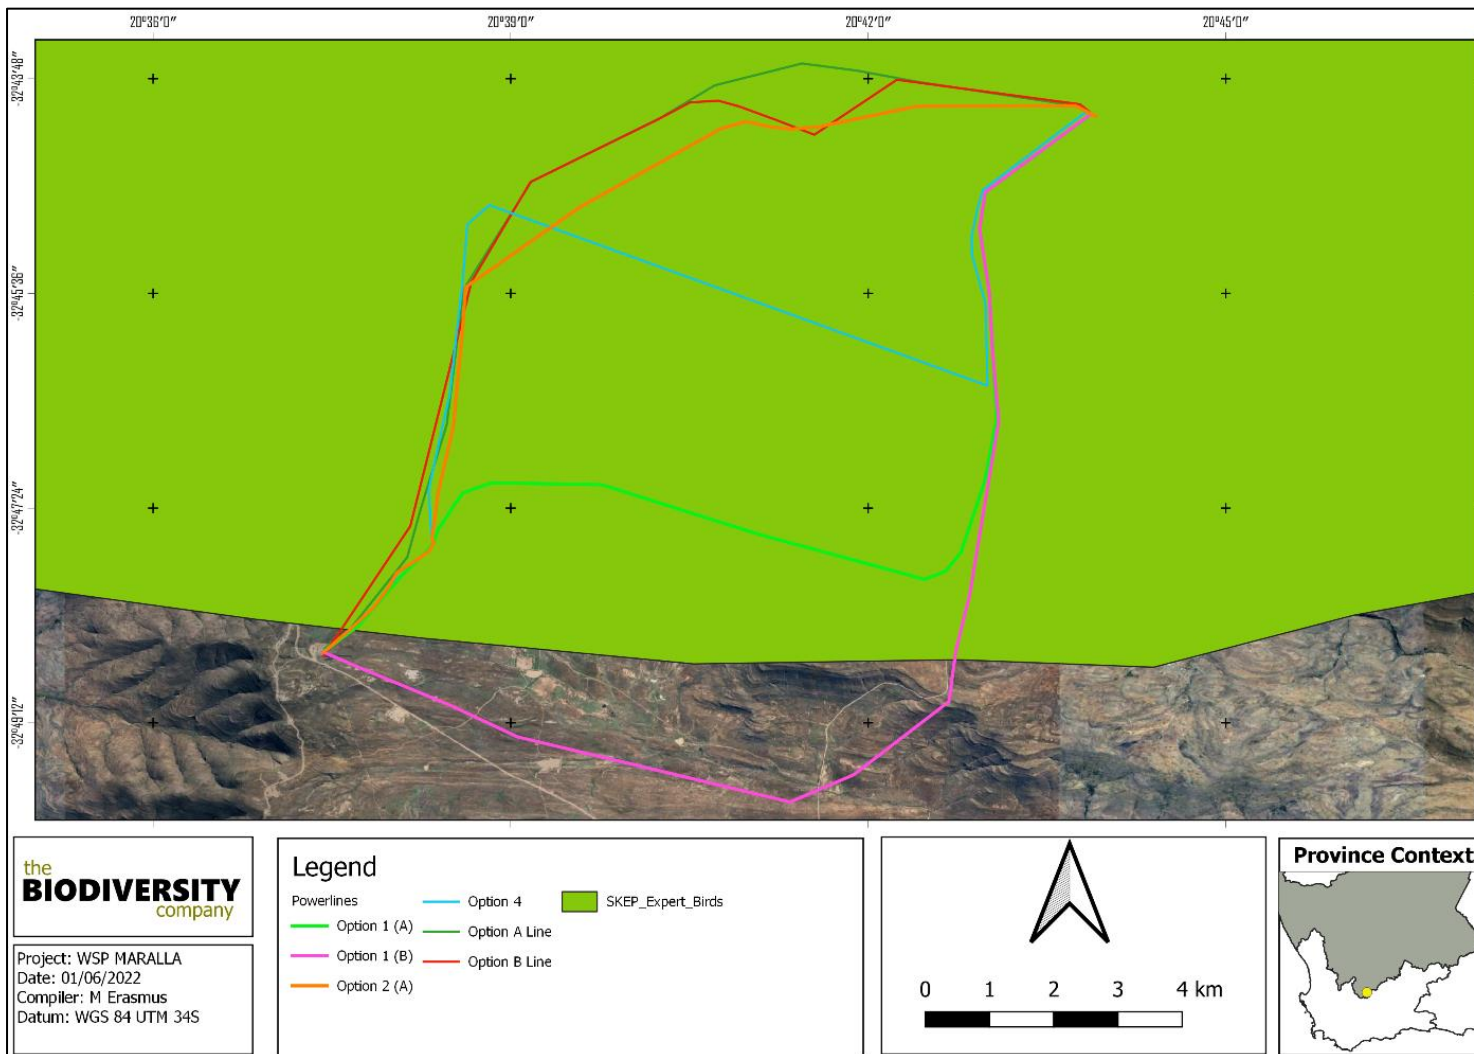 20°36'0" 20°39'0" 20°42'0" 20°45'0"
-32°43'48"
-32°45'36"
-32°47'24"
-32°49'12"
the
BIODIVERSITY
company
Project: WSP MARALLA
Date: 01/06/2022
Compiler: M Erasmus
Datum: WGS 84 UTM 34S
Legend
Powerlines
Option 1 (A)
Option 1 (B)
Option 2 (A)
Option 4
Option A Line
Option B Line
SKEP_Expert_Birds
0 1 2 3 4 km
Province Context